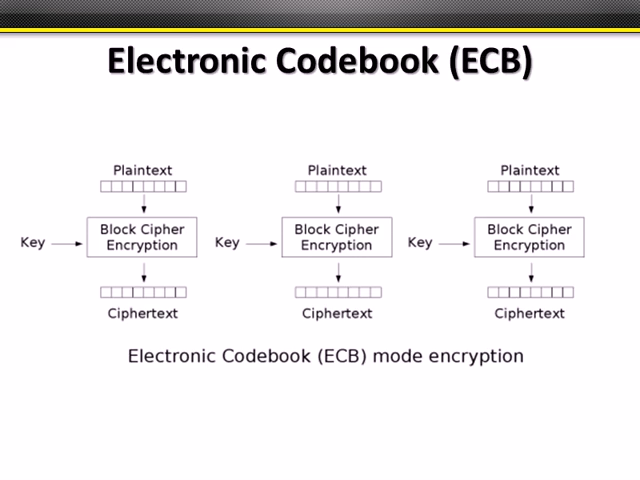 Electronic Codebook (ECB)
Plaintext
Plaintext
Plaintext
Key
Block Cipher
Encryption
Key
Block Cipher
Encryption
Key
Block Cipher
Encryption
Ciphertext
Ciphertext
Ciphertext
Electronic Codebook (ECB) mode encryption